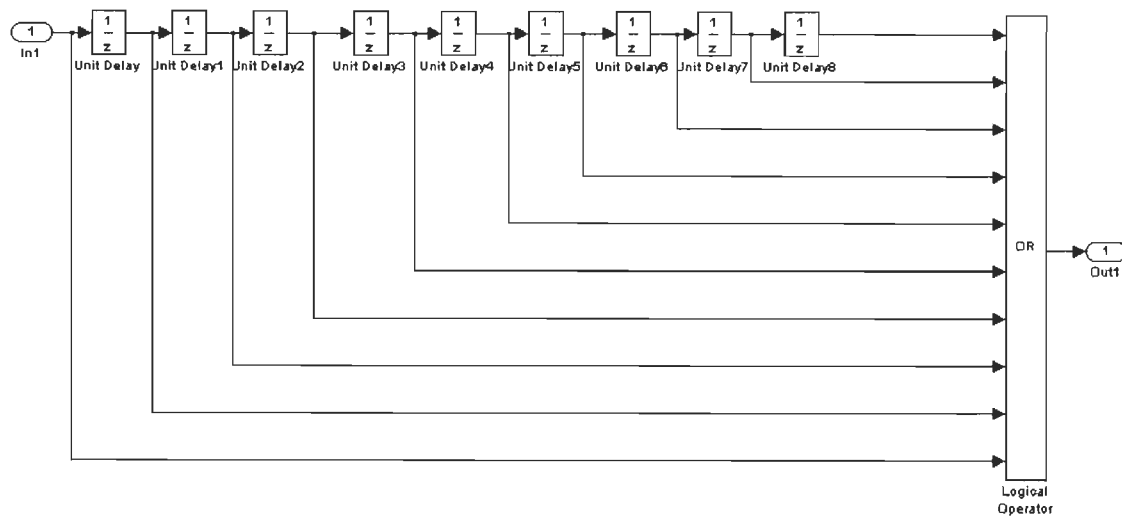 1
In1
1
z
Unit Delay
1
z
Unit Delay1
1
z
Unit Delay2
1
z
Unit Delay3
1
z
Unit Delay4
1
z
Unit Delay5
1
z
Unit Delay6
1
z
Unit Delay7
1
z
Unit Delay8
OR
Logical
Operator
1
Out1